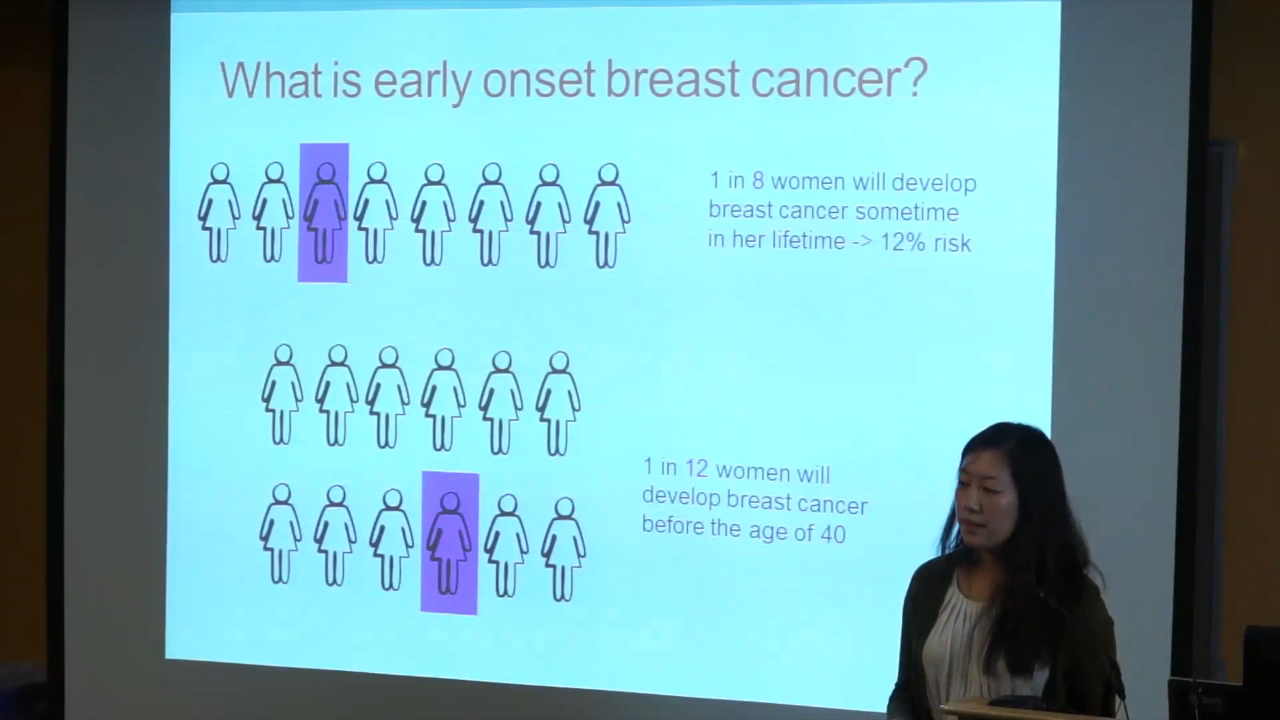 What is early onset breast cancer?
1 in 8 women will develop
breast cancer sometime
in her lifetime -> 12% risk
1 in 12 women will
develop breast cancer
before the age of 40